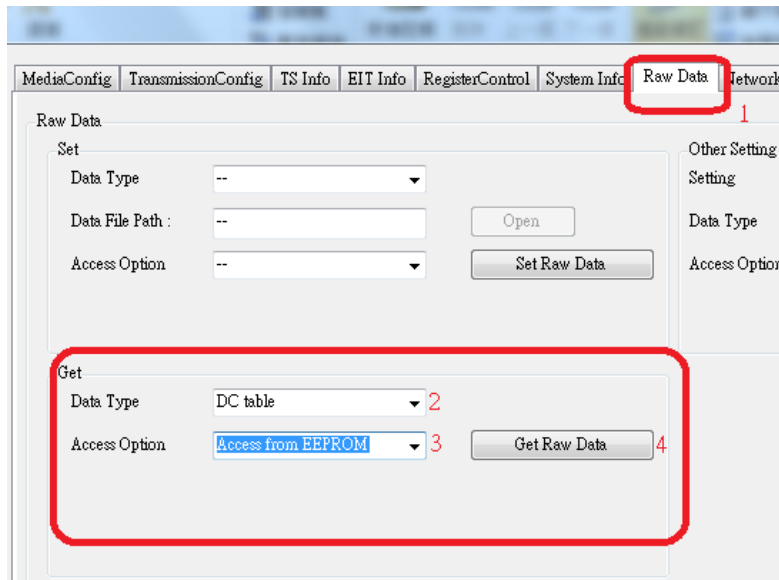 MediaConfig TransmissionConfig TS Info EIT Info RegisterControl System Info Raw Data Network
1
Raw Data
Set
Data Type --
Data File Path : -- Open
Access Option -- Set Raw Data
Other Setting
Setting
Data Type
Access Option
Get
Data Type DC table 2
Access Option Access from EEPROM 3 Get Raw Data 4